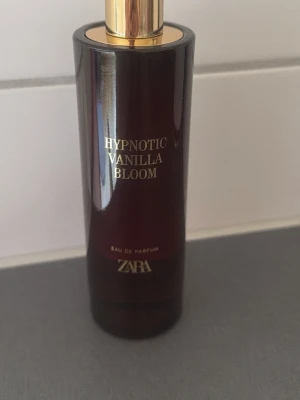 HYPNOTIC
VANILLA
BLOOM
EAU DE PARFUM
ZARA